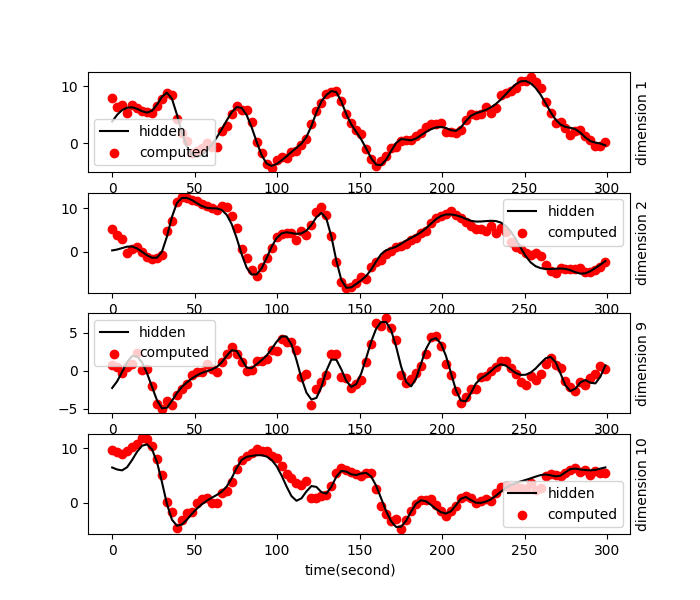 10
0
hidden
computed
dimension 1
0 50 100 150 200 250 300
10
0
hidden
computed
dimension 2
0 50 100 150 200 250 300
5
0
−5
hidden
computed
dimension 9
0 50 100 150 200 250 300
10
0
hidden
computed
dimension 10
0 50 100 150 200 250 300
time(second)